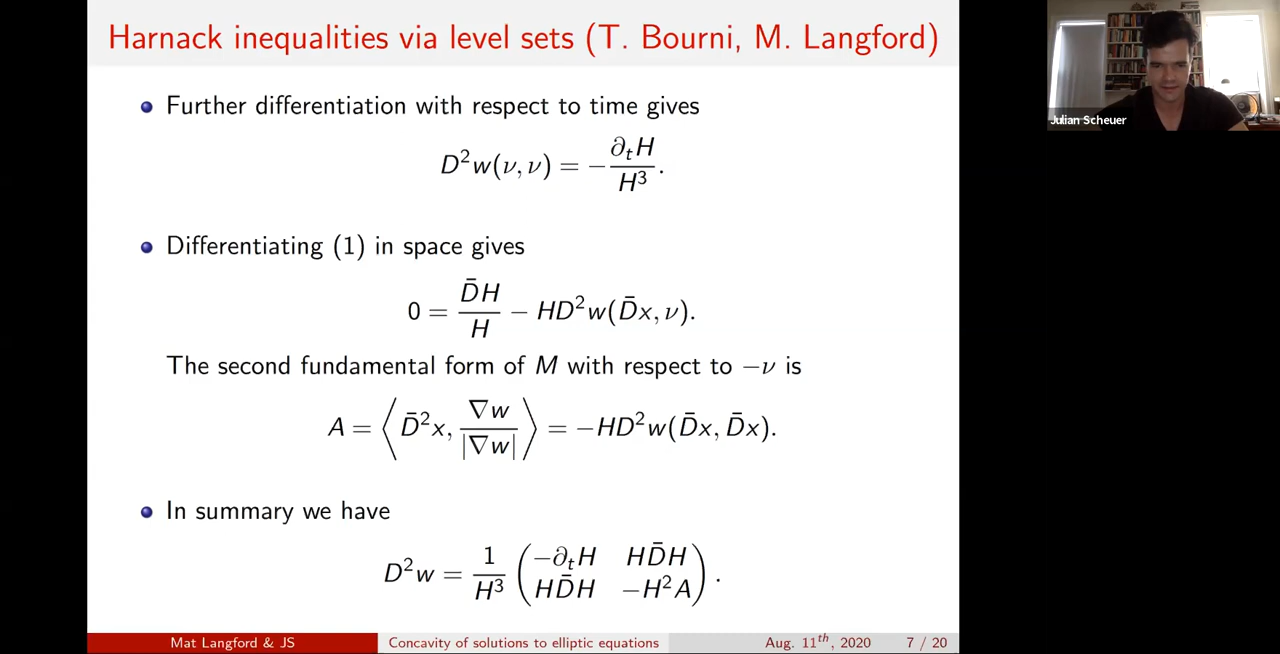 Harnack inequalities via level sets (T. Bourni, M. Langford)
Further differentiation with respect to time gives
D²w(ν, ν) = −∂ₜH/H³.
Differentiating (1) in space gives
0 = D̄H/H − HD²w(D̄x, ν).
The second fundamental form of M with respect to −ν is
A = ⟨D̄²x, ∇w/|∇w|⟩ = −HD²w(D̄x, D̄x).
In summary we have
D²w = 1/H³ (−∂ₜH HD̄H
HD̄H −H²A).
Mat Langford & JS Concavity of solutions to elliptic equations Aug. 11th, 2020 7 / 20
Julian Scheuer